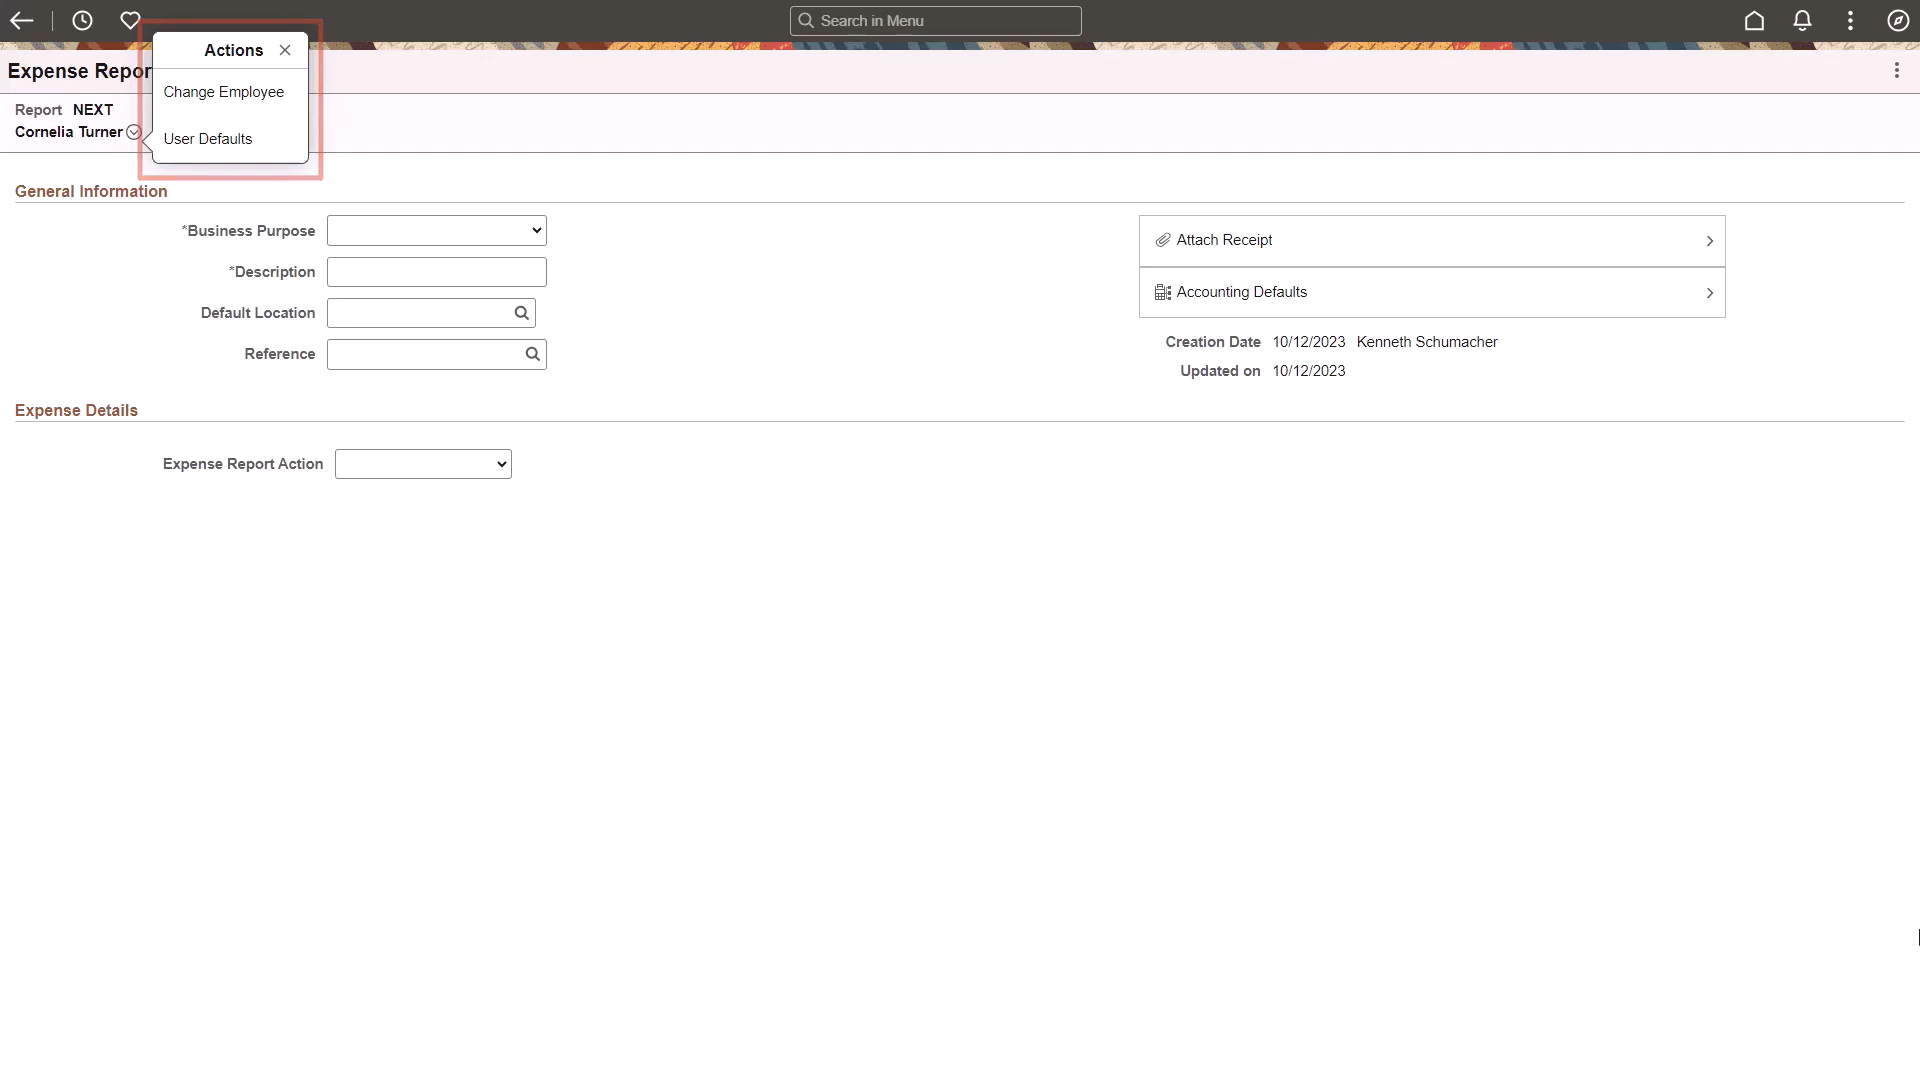 Search in Menu
Actions
Expense Repor
Change Employee
Report NEXT
Cornelia Turner
User Defaults
General Information
*Business Purpose
*Description
Default Location
Reference
Attach Receipt
Accounting Defaults
Creation Date 10/12/2023 Kenneth Schumacher
Updated on 10/12/2023
Expense Details
Expense Report Action